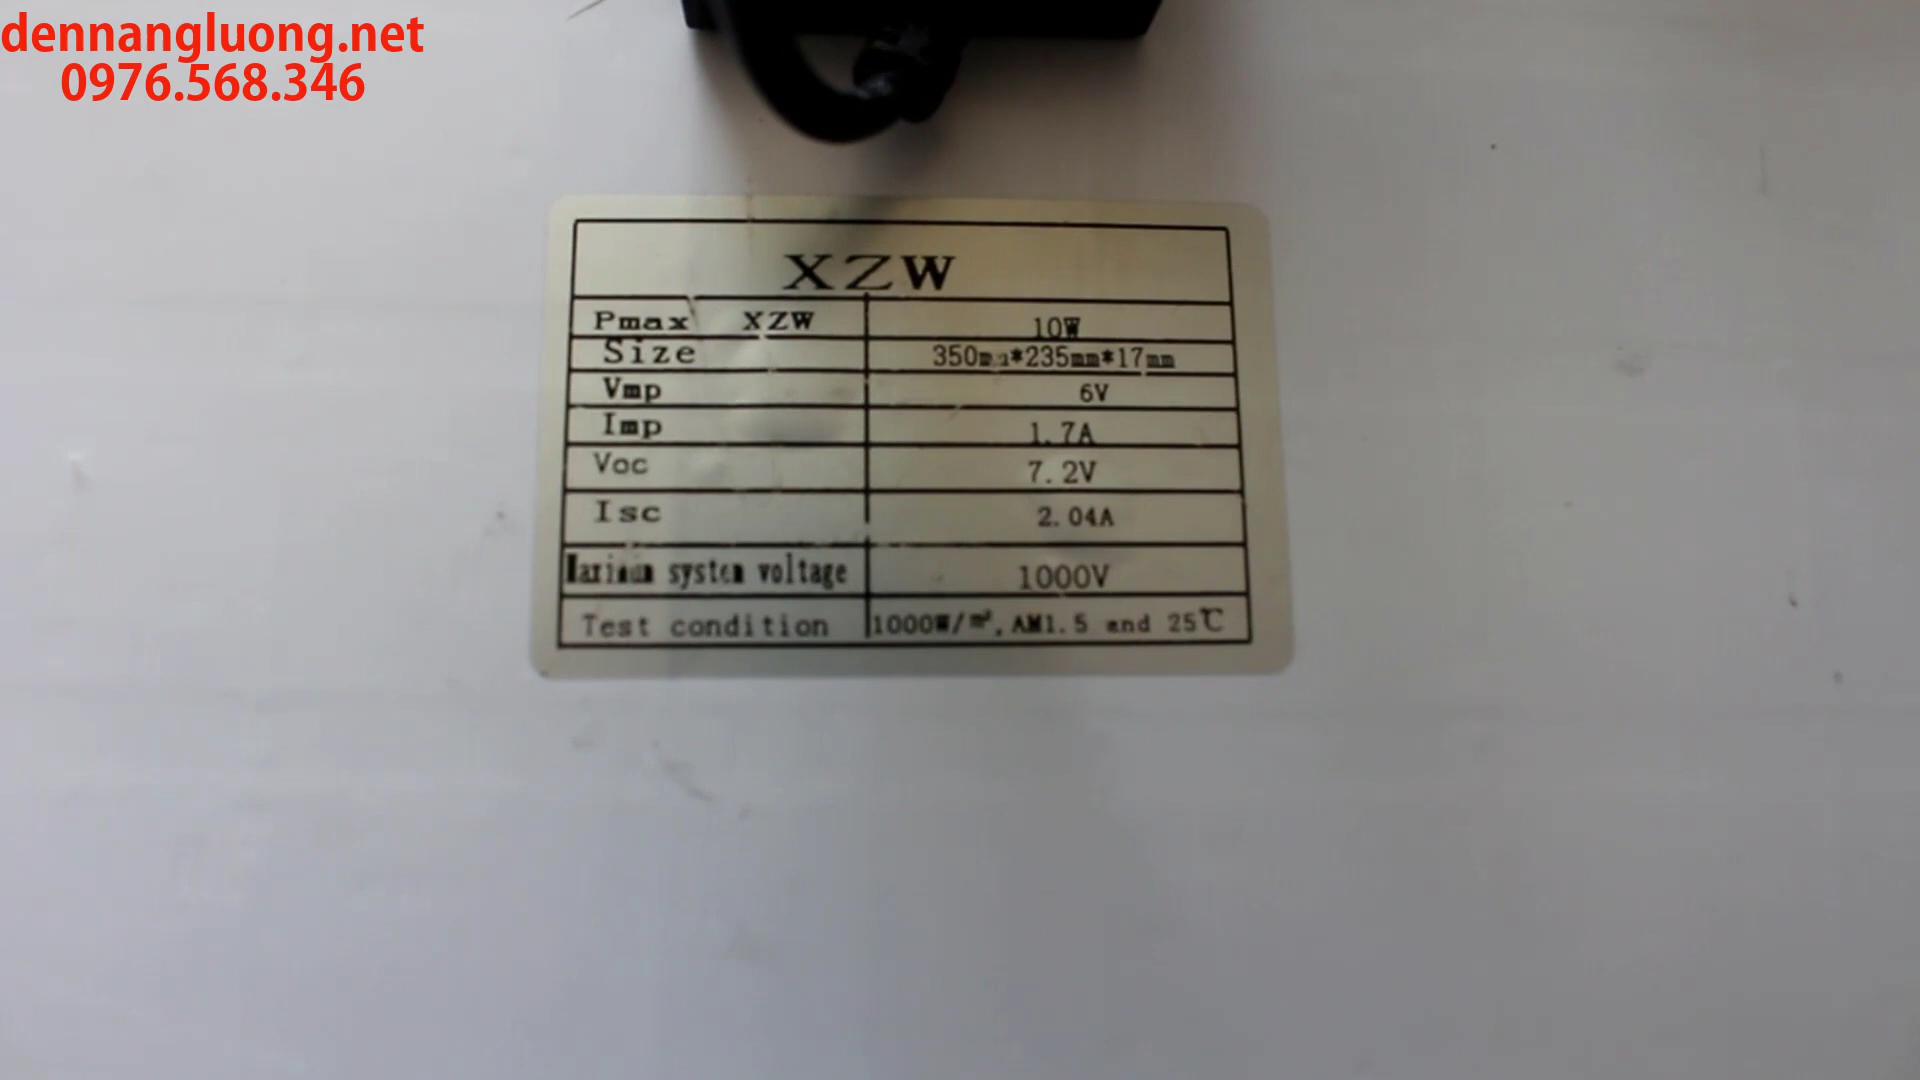 dennangluong.net
0976.568.346
XZW
Pmax XZW 10W
Size 350mm*235mm*17mm
Vmp 6V
Imp 1.7A
Voc 7.2V
Isc 2.04A
Maximum system voltage 1000V
Test condition 1000W/m², AM1.5 and 25℃